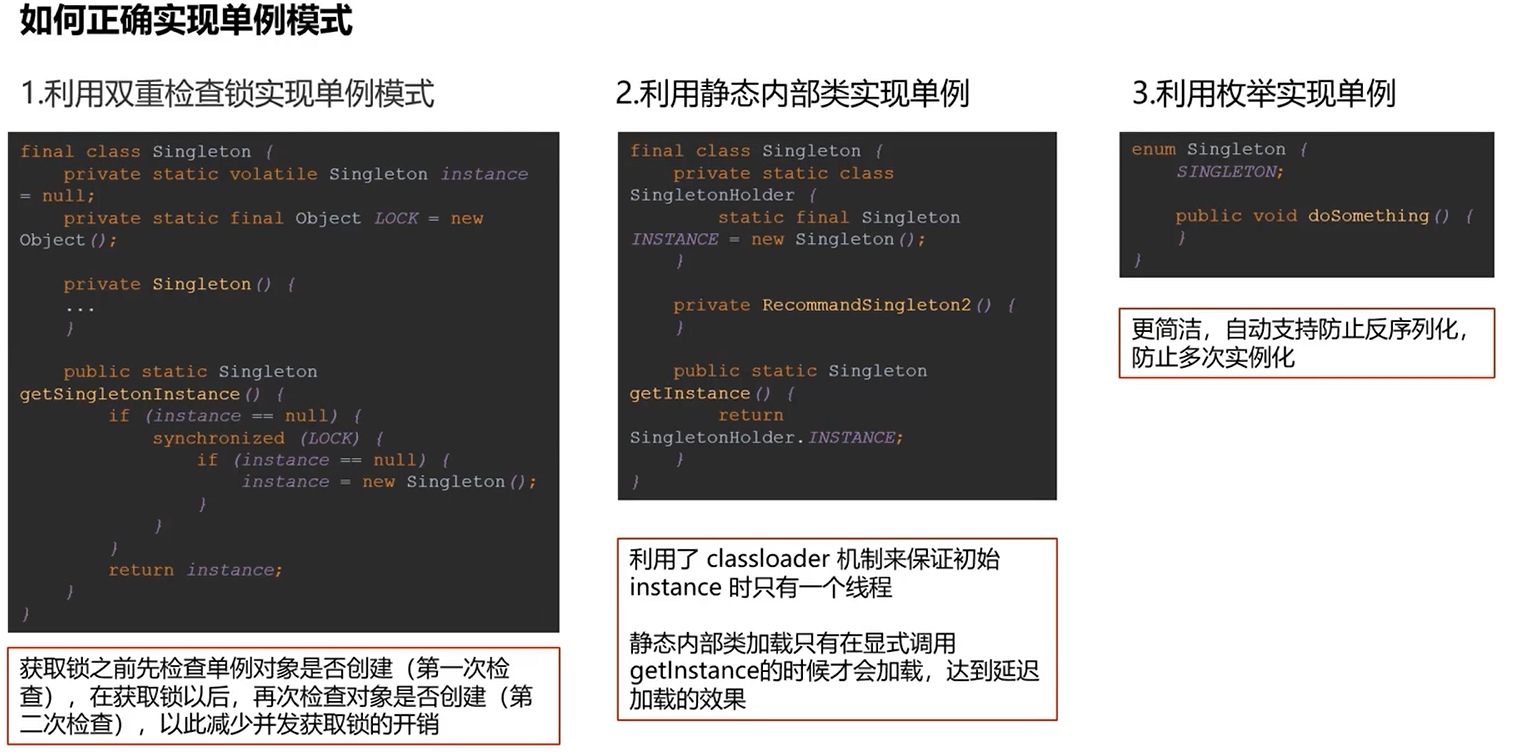 如何正确实现单例模式
1.利用双重检查锁实现单例模式
final class Singleton {
    private static volatile Singleton instance
= null;
    private static final Object LOCK = new
Object();
    private Singleton() {
    ...
    }
    public static Singleton
getSingletonInstance() {
        if (instance == null) {
            synchronized (LOCK) {
                if (instance == null) {
                    instance = new Singleton();
                }
            }
        }
        return instance;
    }
}
获取锁之前先检查单例对象是否创建（第一次检
查），在获取锁以后，再次检查对象是否创建（第
二次检查），以此减少并发获取锁的开销
2.利用静态内部类实现单例
final class Singleton {
    private static class
SingletonHolder {
        static final Singleton
INSTANCE = new Singleton();
    }
    private RecommandSingleton2() {
    }
    public static Singleton
getInstance() {
        return
SingletonHolder.INSTANCE;
    }
}
利用了 classloader 机制来保证初始
instance 时只有一个线程
静态内部类加载只有在显式调用
getInstance的时候才会加载，达到延迟
加载的效果
3.利用枚举实现单例
enum Singleton {
    SINGLETON;
    public void doSomething() {
    }
}
更简洁，自动支持防止反序列化，
防止多次实例化